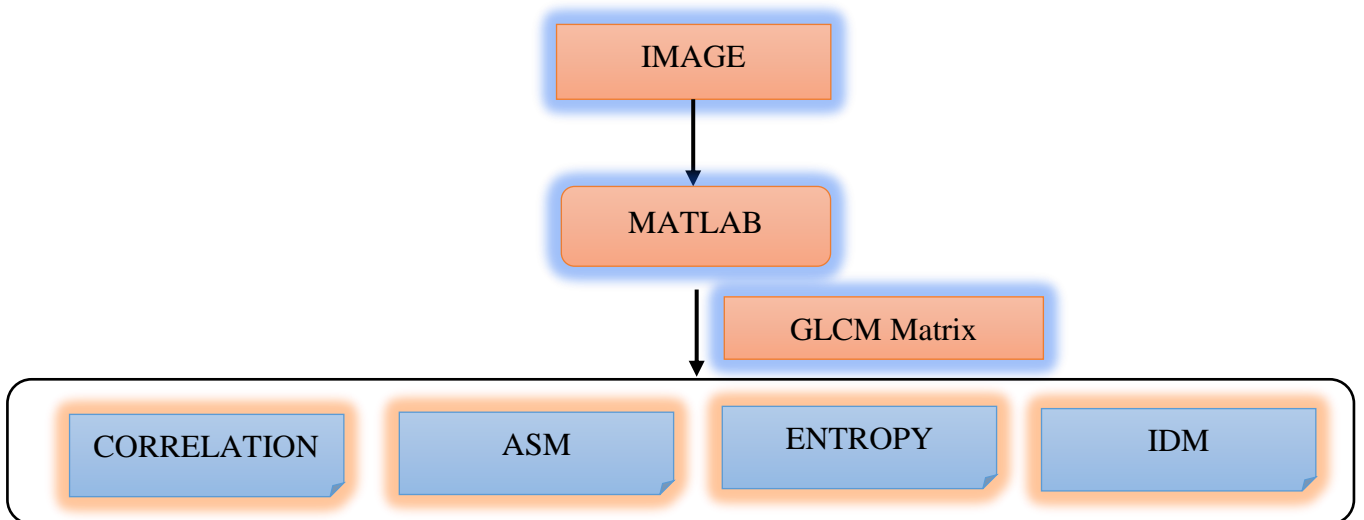 IMAGE
MATLAB
GLCM Matrix
CORRELATION
ASM
ENTROPY
IDM